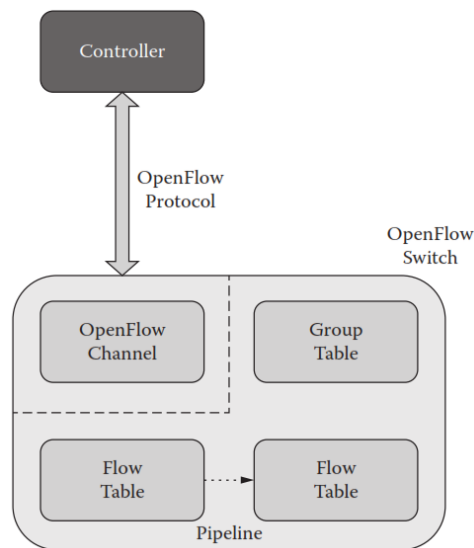 Controller
OpenFlow
Protocol
OpenFlow
Switch
OpenFlow
Channel
Group
Table
Flow
Table
Flow
Table
Pipeline